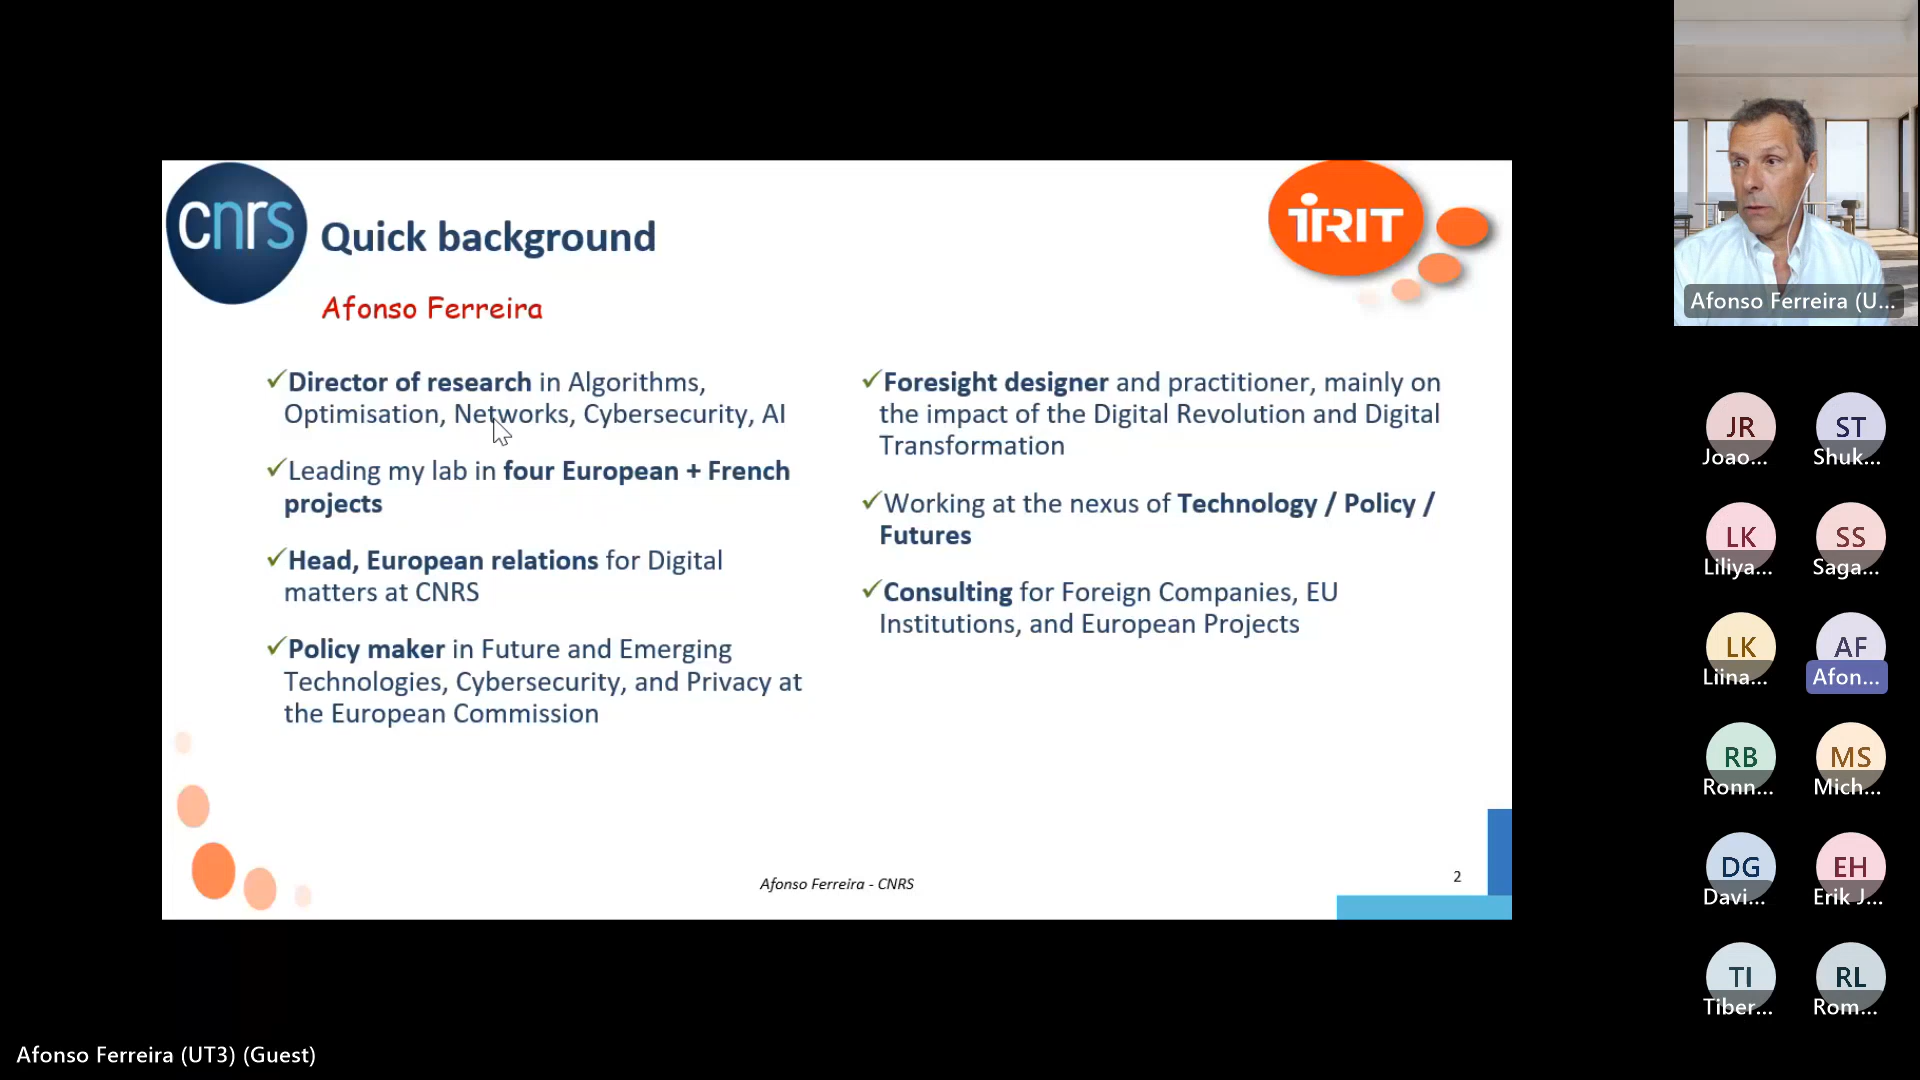 cnrs
Quick background
IRIT
Afonso Ferreira
✓Director of research in Algorithms,
Optimisation, Networks, Cybersecurity, AI
✓Leading my lab in four European + French
projects
✓Head, European relations for Digital
matters at CNRS
✓Policy maker in Future and Emerging
Technologies, Cybersecurity, and Privacy at
the European Commission
✓Foresight designer and practitioner, mainly on
the impact of the Digital Revolution and Digital
Transformation
✓Working at the nexus of Technology / Policy /
Futures
✓Consulting for Foreign Companies, EU
Institutions, and European Projects
Afonso Ferreira - CNRS
2
Afonso Ferreira (U...
JR
Joao...
ST
Shuk...
LK
Liliya...
SS
Saga...
LK
Liina...
AF
Afon...
RB
Ronn...
MS
Mich...
DG
Davi...
EH
Erik J...
TI
Tiber...
RL
Rom...
Afonso Ferreira (UT3) (Guest)